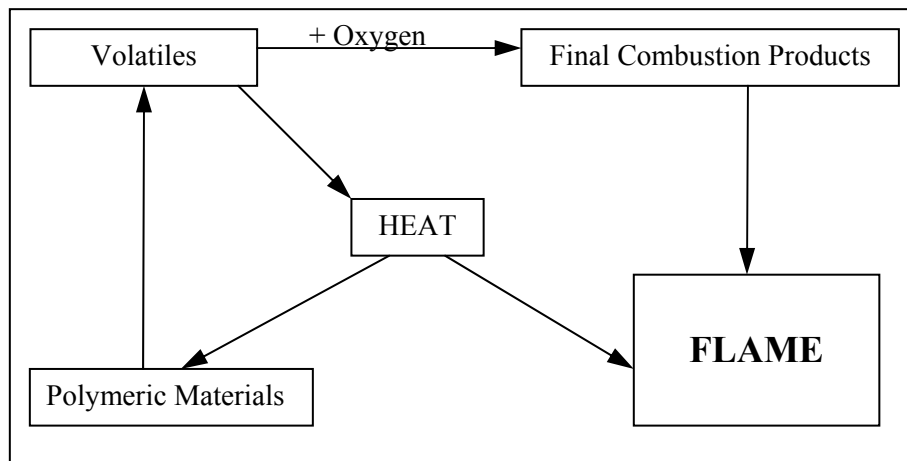 Volatiles
+ Oxygen
Final Combustion Products
HEAT
FLAME
Polymeric Materials